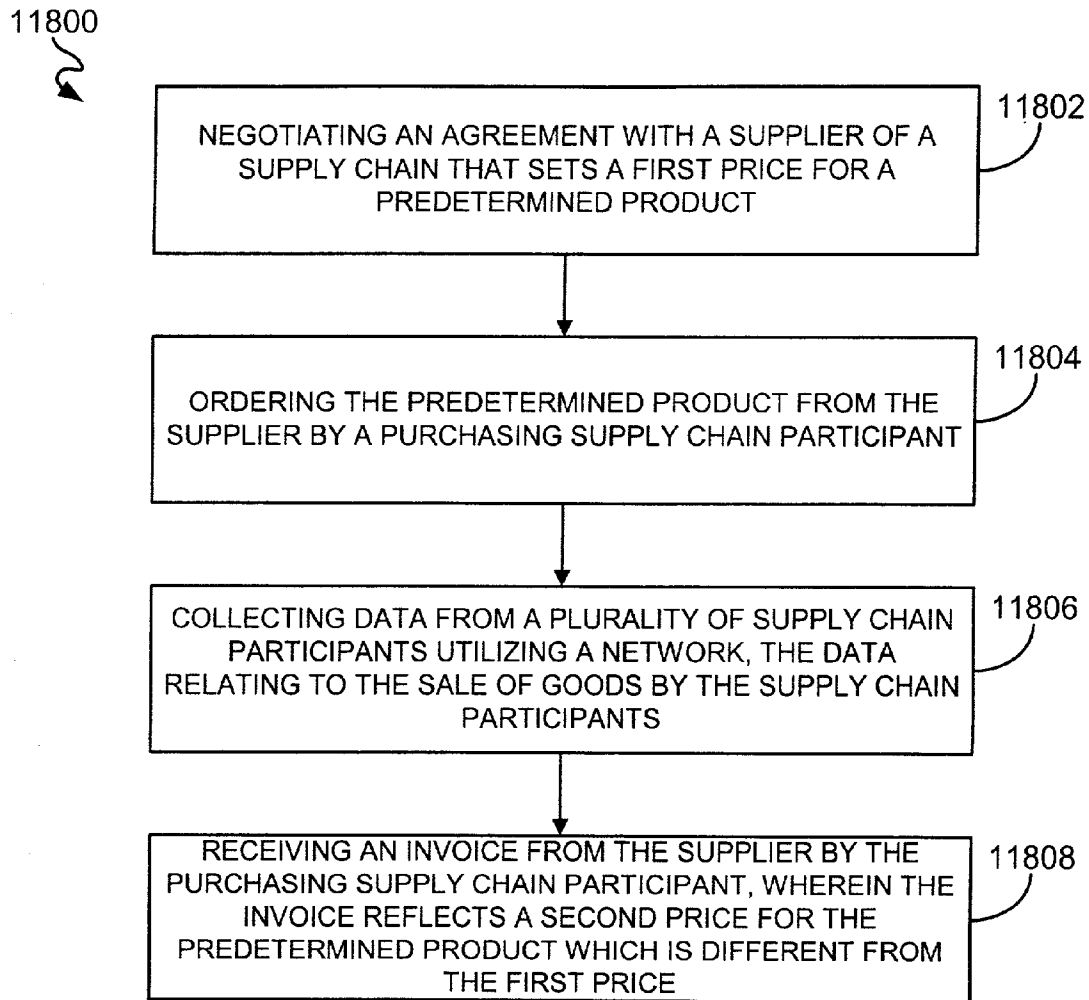 11800
NEGOTIATING AN AGREEMENT WITH A SUPPLIER OF A
SUPPLY CHAIN THAT SETS A FIRST PRICE FOR A
PREDETERMINED PRODUCT
11802
ORDERING THE PREDETERMINED PRODUCT FROM THE
SUPPLIER BY A PURCHASING SUPPLY CHAIN PARTICIPANT
11804
COLLECTING DATA FROM A PLURALITY OF SUPPLY CHAIN
PARTICIPANTS UTILIZING A NETWORK, THE DATA
RELATING TO THE SALE OF GOODS BY THE SUPPLY CHAIN
PARTICIPANTS
11806
RECEIVING AN INVOICE FROM THE SUPPLIER BY THE
PURCHASING SUPPLY CHAIN PARTICIPANT, WHEREIN THE
INVOICE REFLECTS A SECOND PRICE FOR THE
PREDETERMINED PRODUCT WHICH IS DIFFERENT FROM
THE FIRST PRICE
11808